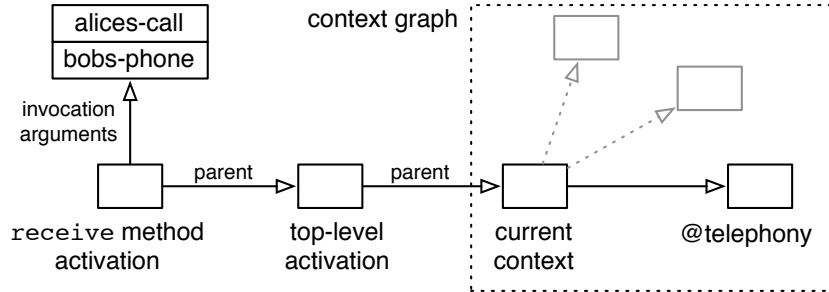 alices-call
bobs-phone
context graph
invocation
arguments
parent
parent
receive method
activation
top-level
activation
current
context
@telephony